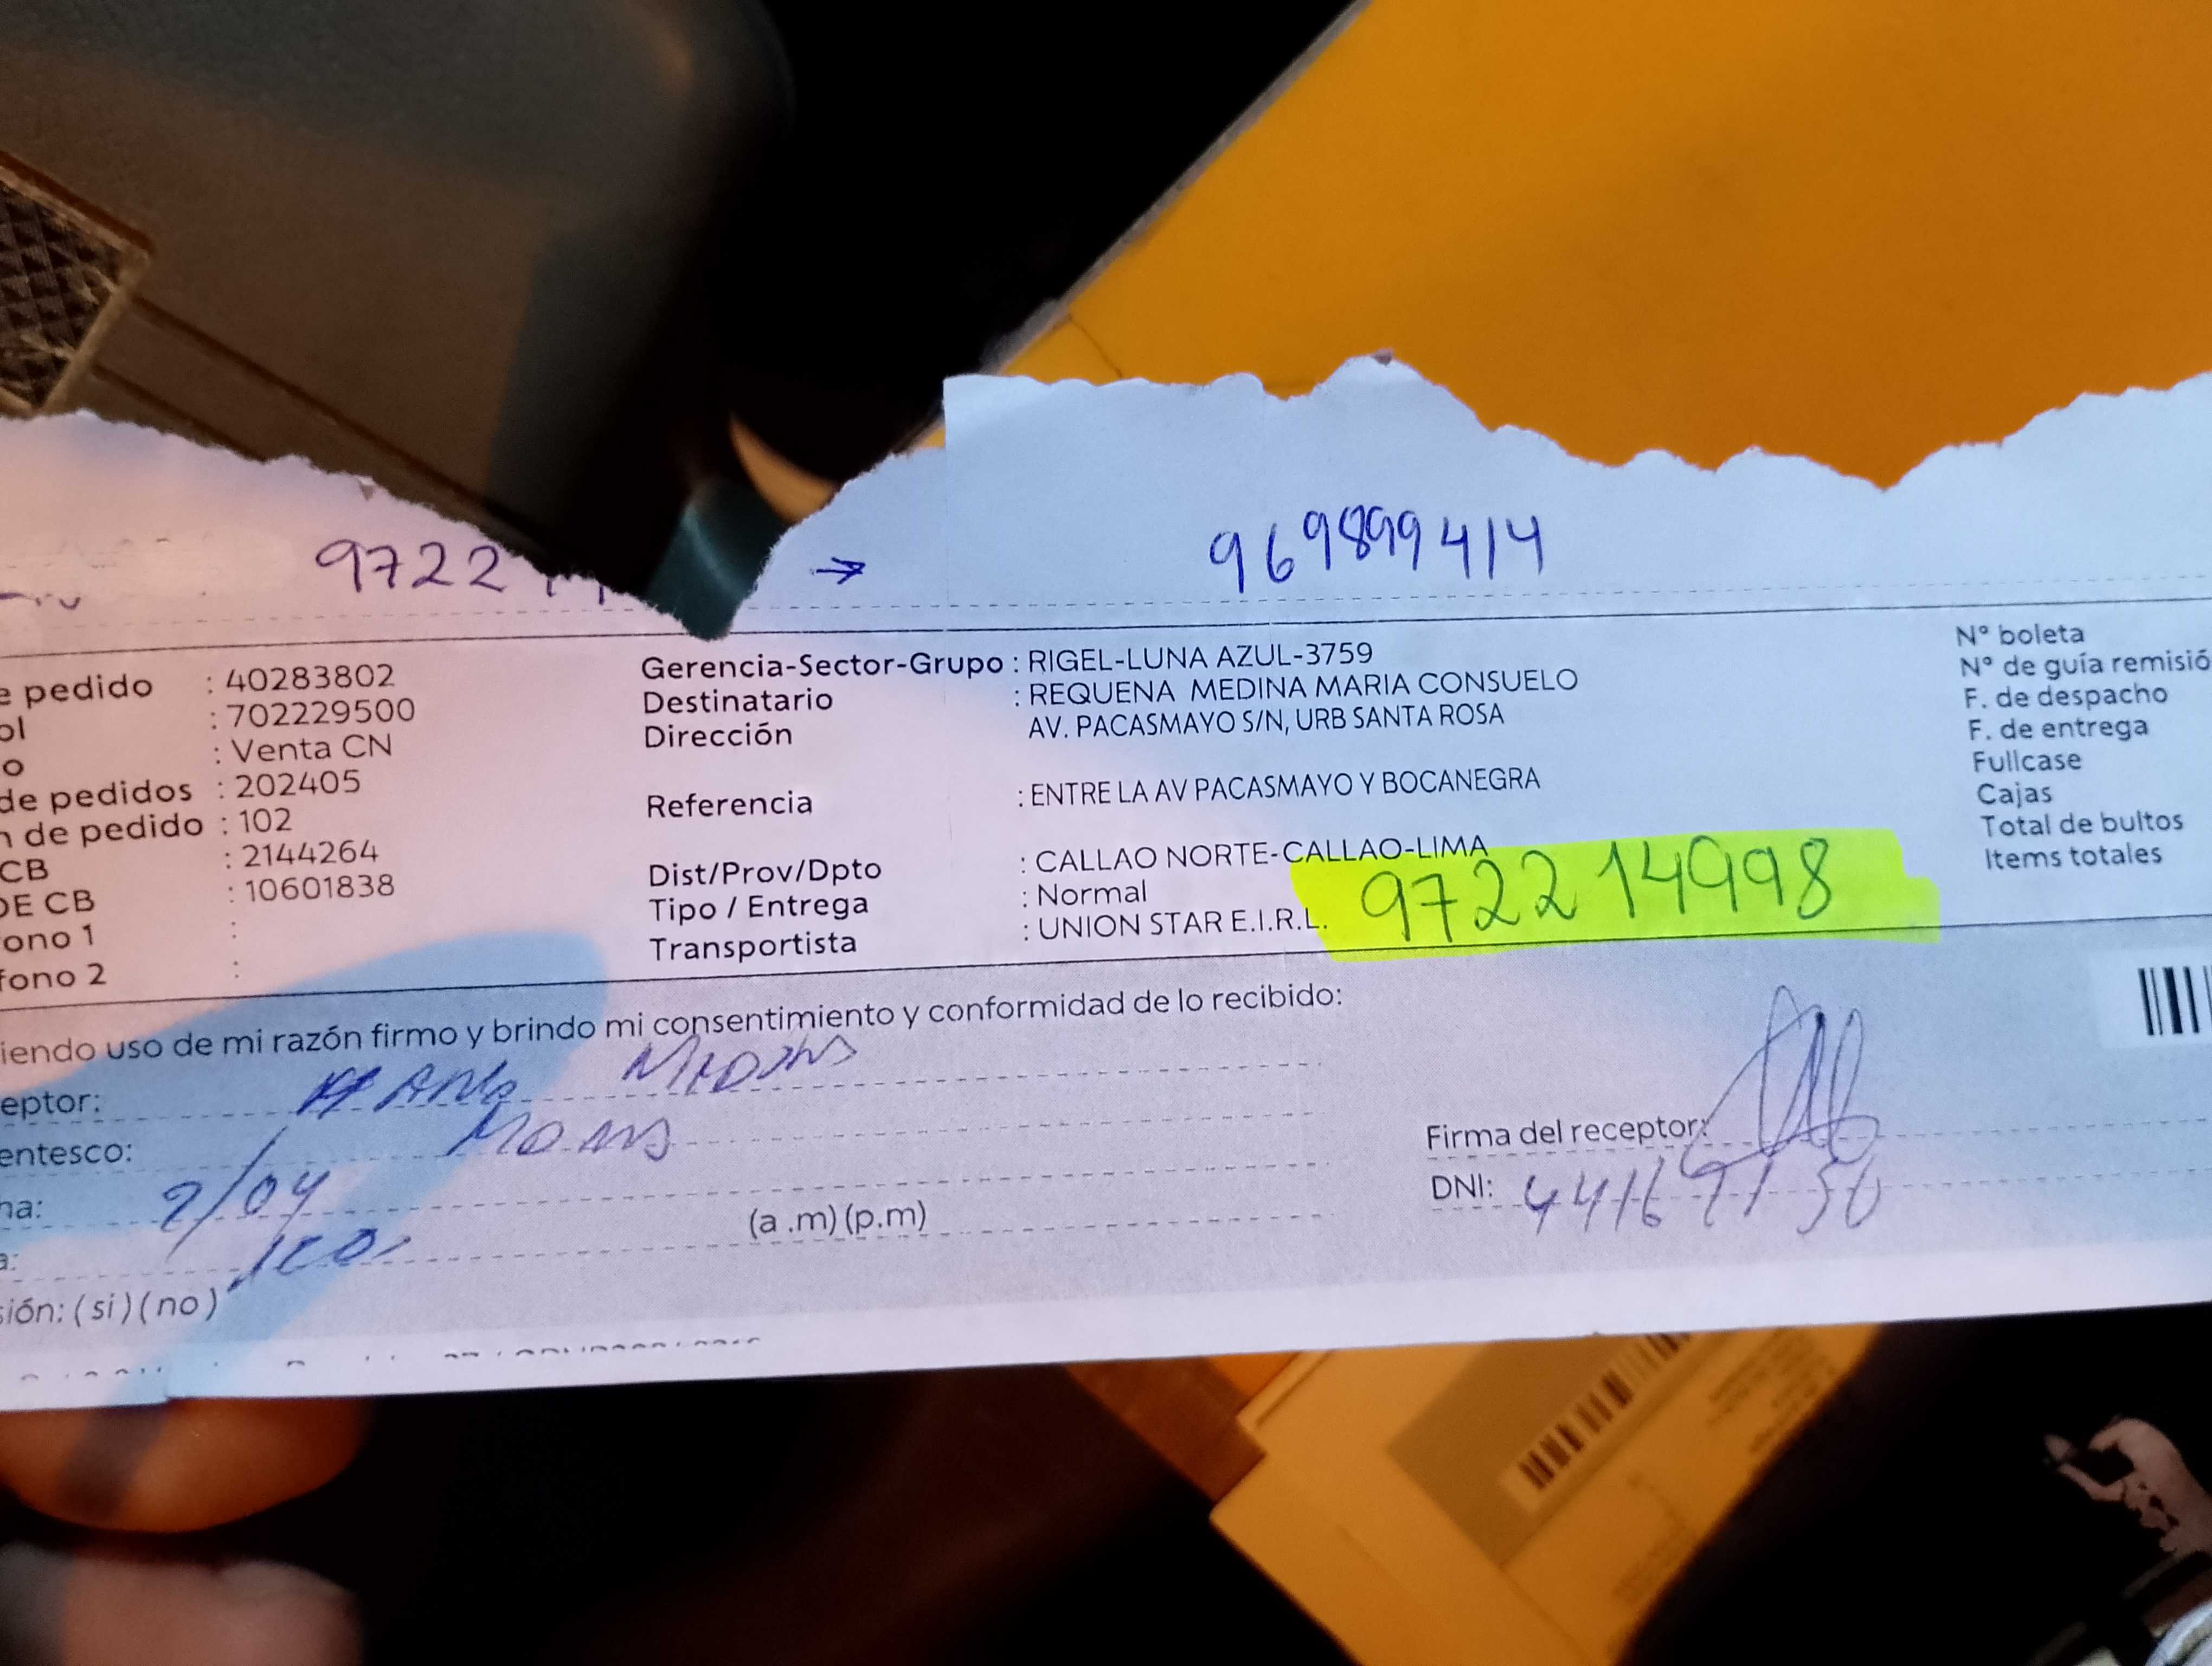 9722
→ 969899414
e pedido : 40283802
ol : 702229500
o : Venta CN
de pedidos : 202405
n de pedido : 102
CB : 2144264
DE CB : 10601838
ono 1 :
fono 2 :
Gerencia-Sector-Grupo : RIGEL-LUNA AZUL-3759
Destinatario : REQUENA MEDINA MARIA CONSUELO
Dirección AV. PACASMAYO S/N, URB SANTA ROSA
Referencia : ENTRE LA AV PACASMAYO Y BOCANEGRA
Dist/Prov/Dpto : CALLAO NORTE-CALLAO-LIMA
Tipo / Entrega : Normal
Transportista : UNION STAR E.I.R.L.
972214998
N° boleta
N° de guía remisió
F. de despacho
F. de entrega
Fullcase
Cajas
Total de bultos
Items totales
iendo uso de mi razón firmo y brindo mi consentimiento y conformidad de lo recibido:
eptor:
entesco:
ha: 2/04
a: (a .m) (p.m)
sión: (si) (no)
Firma del receptor:
DNI: